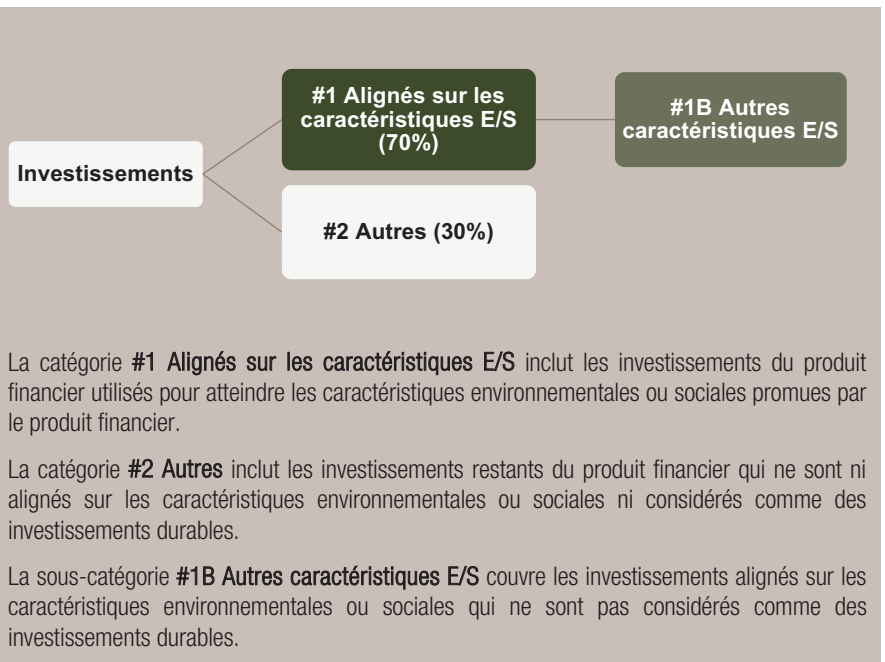 #1 Alignés sur les
caractéristiques E/S
(70%)
#1B Autres
caractéristiques E/S
Investissements
#2 Autres (30%)
La catégorie #1 Alignés sur les caractéristiques E/S inclut les investissements du produit
financier utilisés pour atteindre les caractéristiques environnementales ou sociales promues par
le produit financier.
La catégorie #2 Autres inclut les investissements restants du produit financier qui ne sont ni
alignés sur les caractéristiques environnementales ou sociales ni considérés comme des
investissements durables.
La sous-catégorie #1B Autres caractéristiques E/S couvre les investissements alignés sur les
caractéristiques environnementales ou sociales qui ne sont pas considérés comme des
investissements durables.